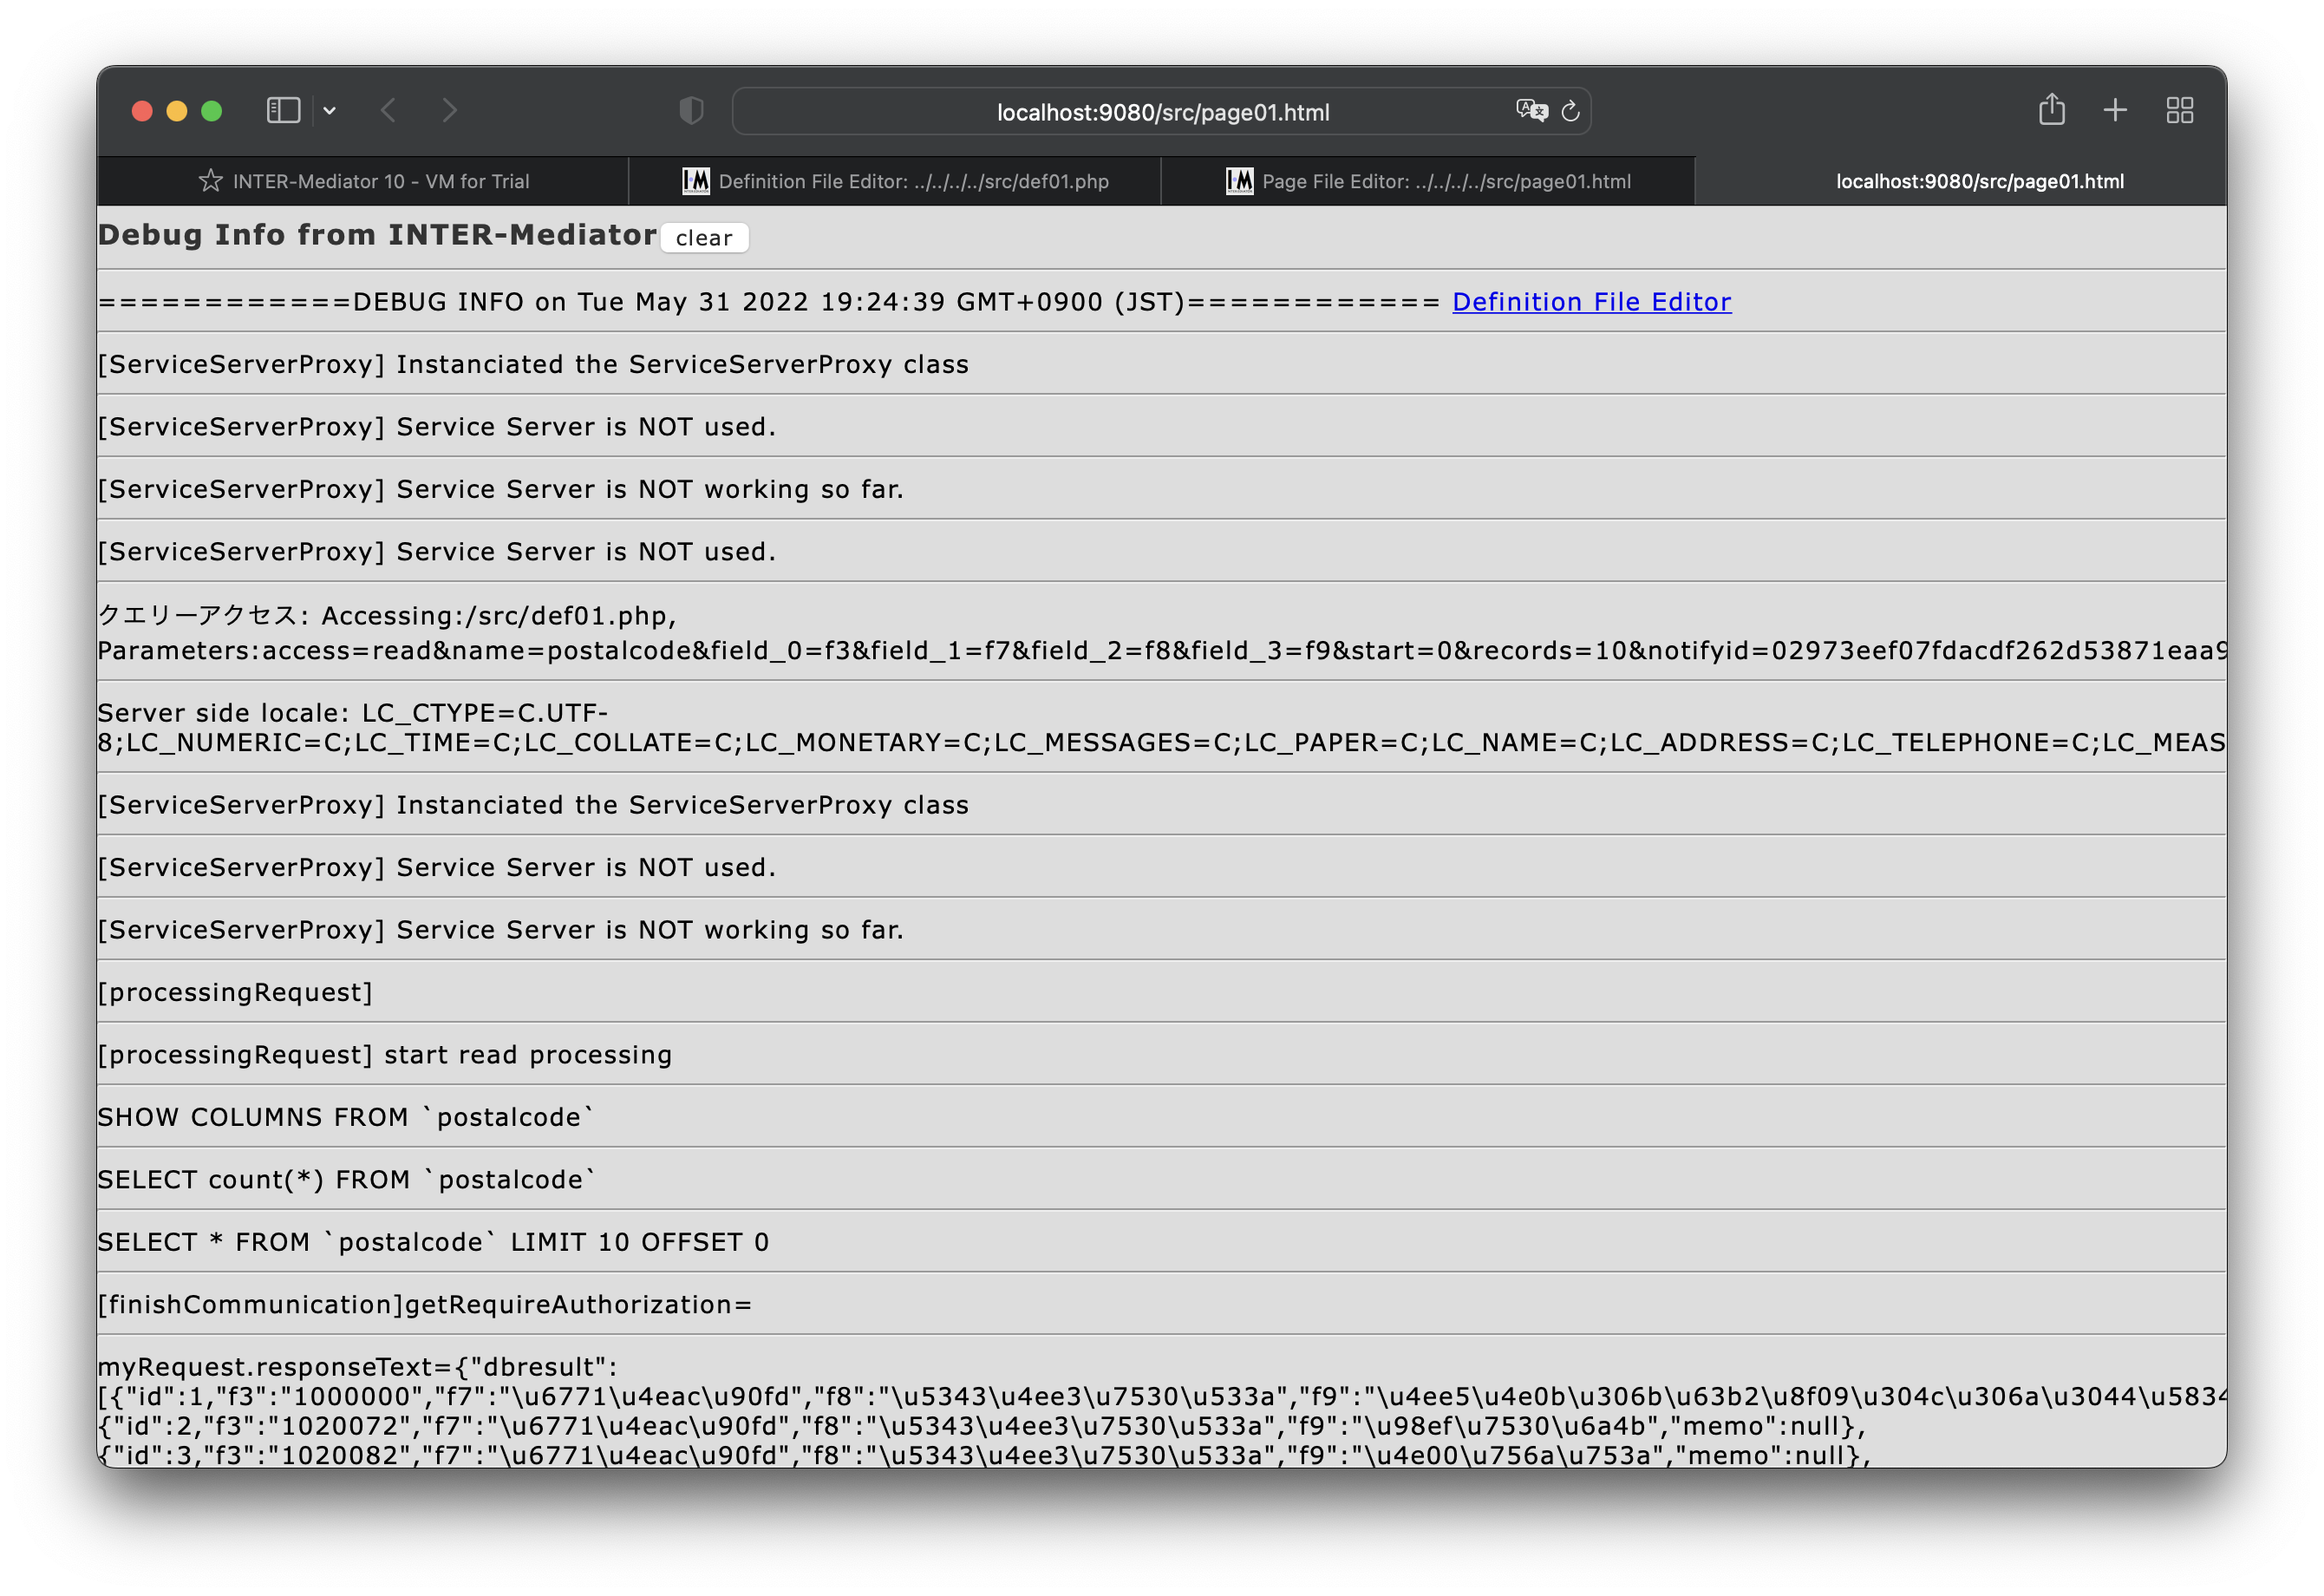 localhost:9080/src/page01.html
INTER-Mediator 10 - VM for Trial
Definition File Editor: ../../../../src/def01.php
Page File Editor: ../../../../src/page01.html
localhost:9080/src/page01.html
Debug Info from INTER-Mediator clear
============DEBUG INFO on Tue May 31 2022 19:24:39 GMT+0900 (JST)============ Definition File Editor
[ServiceServerProxy] Instanciated the ServiceServerProxy class
[ServiceServerProxy] Service Server is NOT used.
[ServiceServerProxy] Service Server is NOT working so far.
[ServiceServerProxy] Service Server is NOT used.
クエリーアクセス: Accessing:/src/def01.php,
Parameters:access=read&name=postalcode&field_0=f3&field_1=f7&field_2=f8&field_3=f9&start=0&records=10&notifyid=02973eef07fdacdf262d53871eaa9
Server side locale: LC_CTYPE=C.UTF-
8;LC_NUMERIC=C;LC_TIME=C;LC_COLLATE=C;LC_MONETARY=C;LC_MESSAGES=C;LC_PAPER=C;LC_NAME=C;LC_ADDRESS=C;LC_TELEPHONE=C;LC_MEAS
[ServiceServerProxy] Instanciated the ServiceServerProxy class
[ServiceServerProxy] Service Server is NOT used.
[ServiceServerProxy] Service Server is NOT working so far.
[processingRequest]
[processingRequest] start read processing
SHOW COLUMNS FROM `postalcode`
SELECT count(*) FROM `postalcode`
SELECT * FROM `postalcode` LIMIT 10 OFFSET 0
[finishCommunication]getRequireAuthorization=
myRequest.responseText={"dbresult":
[{"id":1,"f3":"1000000","f7":"\u6771\u4eac\u90fd","f8":"\u5343\u4ee3\u7530\u533a","f9":"\u4ee5\u4e0b\u306b\u63b2\u8f09\u304c\u306a\u3044\u5834
{"id":2,"f3":"1020072","f7":"\u6771\u4eac\u90fd","f8":"\u5343\u4ee3\u7530\u533a","f9":"\u98ef\u7530\u6a4b","memo":null},
{"id":3,"f3":"1020082","f7":"\u6771\u4eac\u90fd","f8":"\u5343\u4ee3\u7530\u533a","f9":"\u4e00\u756a\u753a","memo":null},